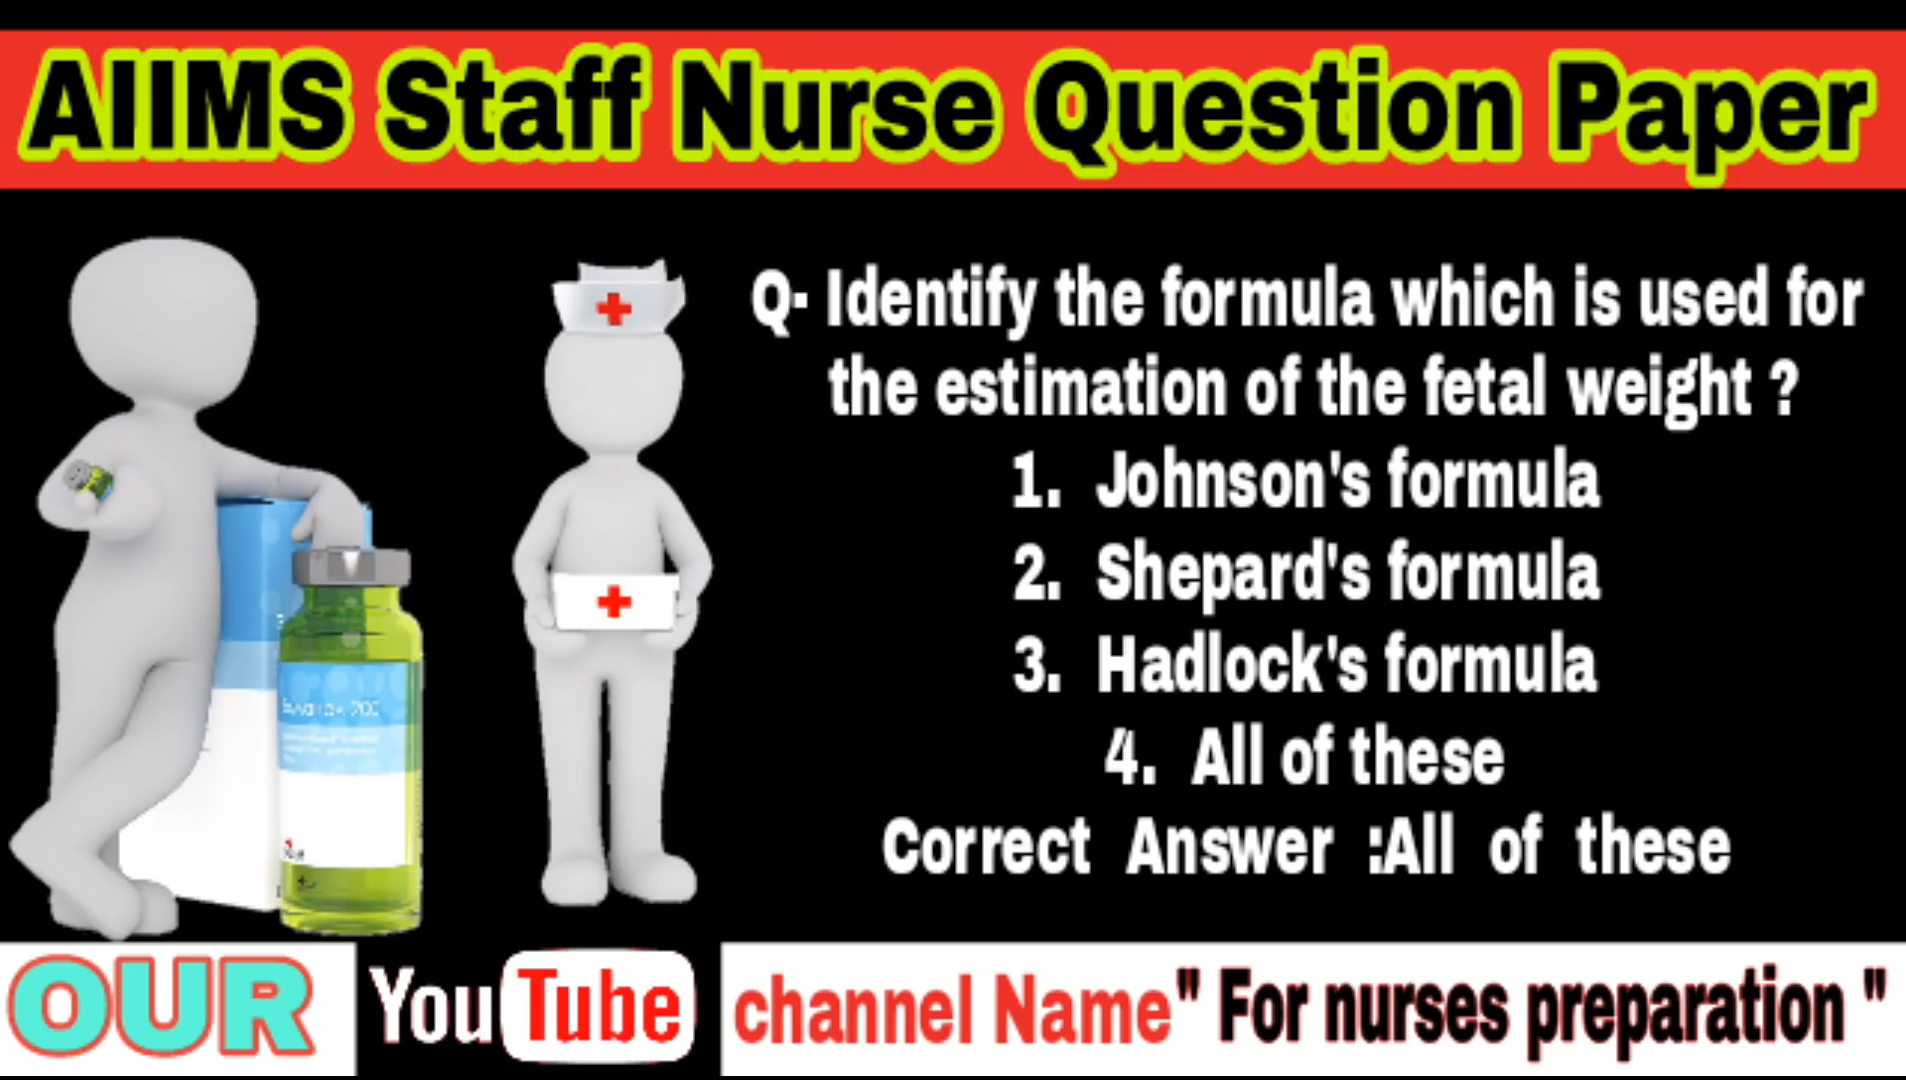 AIIMS Staff Nurse Question Paper
Q- Identify the formula which is used for
the estimation of the fetal weight ?
1. Johnson's formula
2. Shepard's formula
3. Hadlock's formula
4. All of these
Correct Answer :All of these
OUR YouTube channel Name " For nurses preparation "